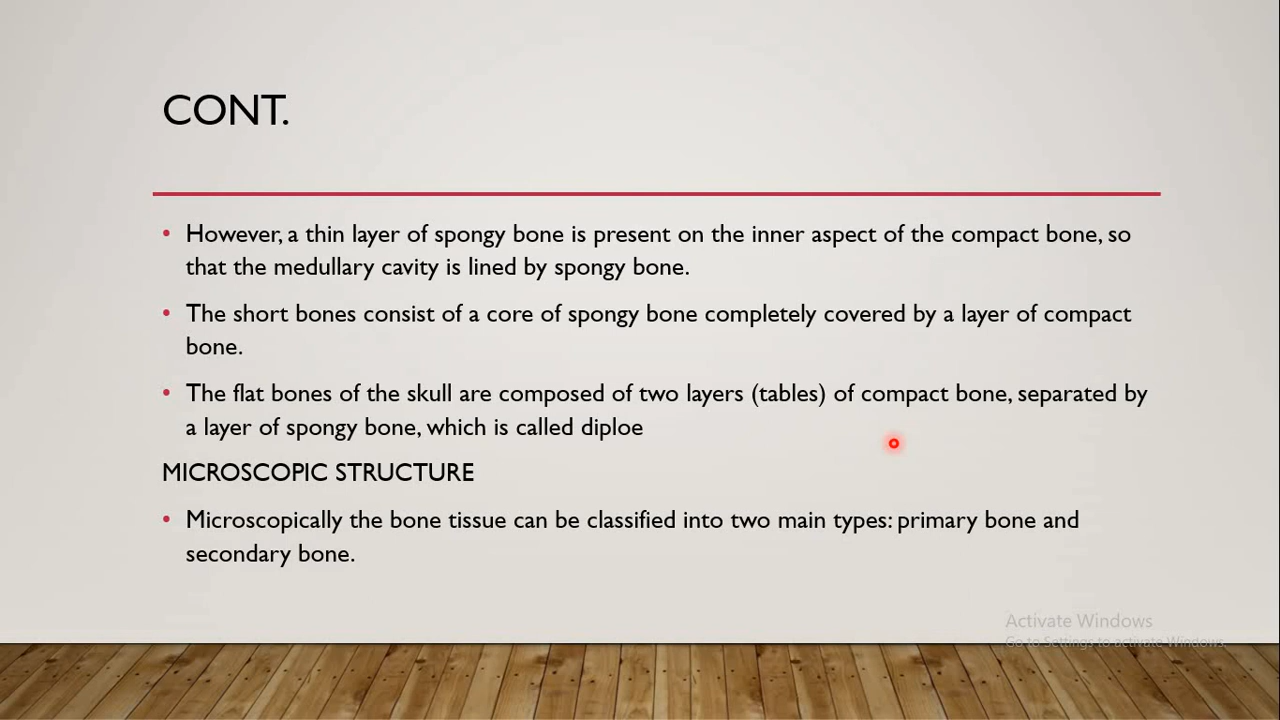 CONT.
• However, a thin layer of spongy bone is present on the inner aspect of the compact bone, so
that the medullary cavity is lined by spongy bone.
• The short bones consist of a core of spongy bone completely covered by a layer of compact
bone.
• The flat bones of the skull are composed of two layers (tables) of compact bone, separated by
a layer of spongy bone, which is called diploe
MICROSCOPIC STRUCTURE
• Microscopically the bone tissue can be classified into two main types: primary bone and
secondary bone.
Activate Windows
Go to Settings to activate Windows.